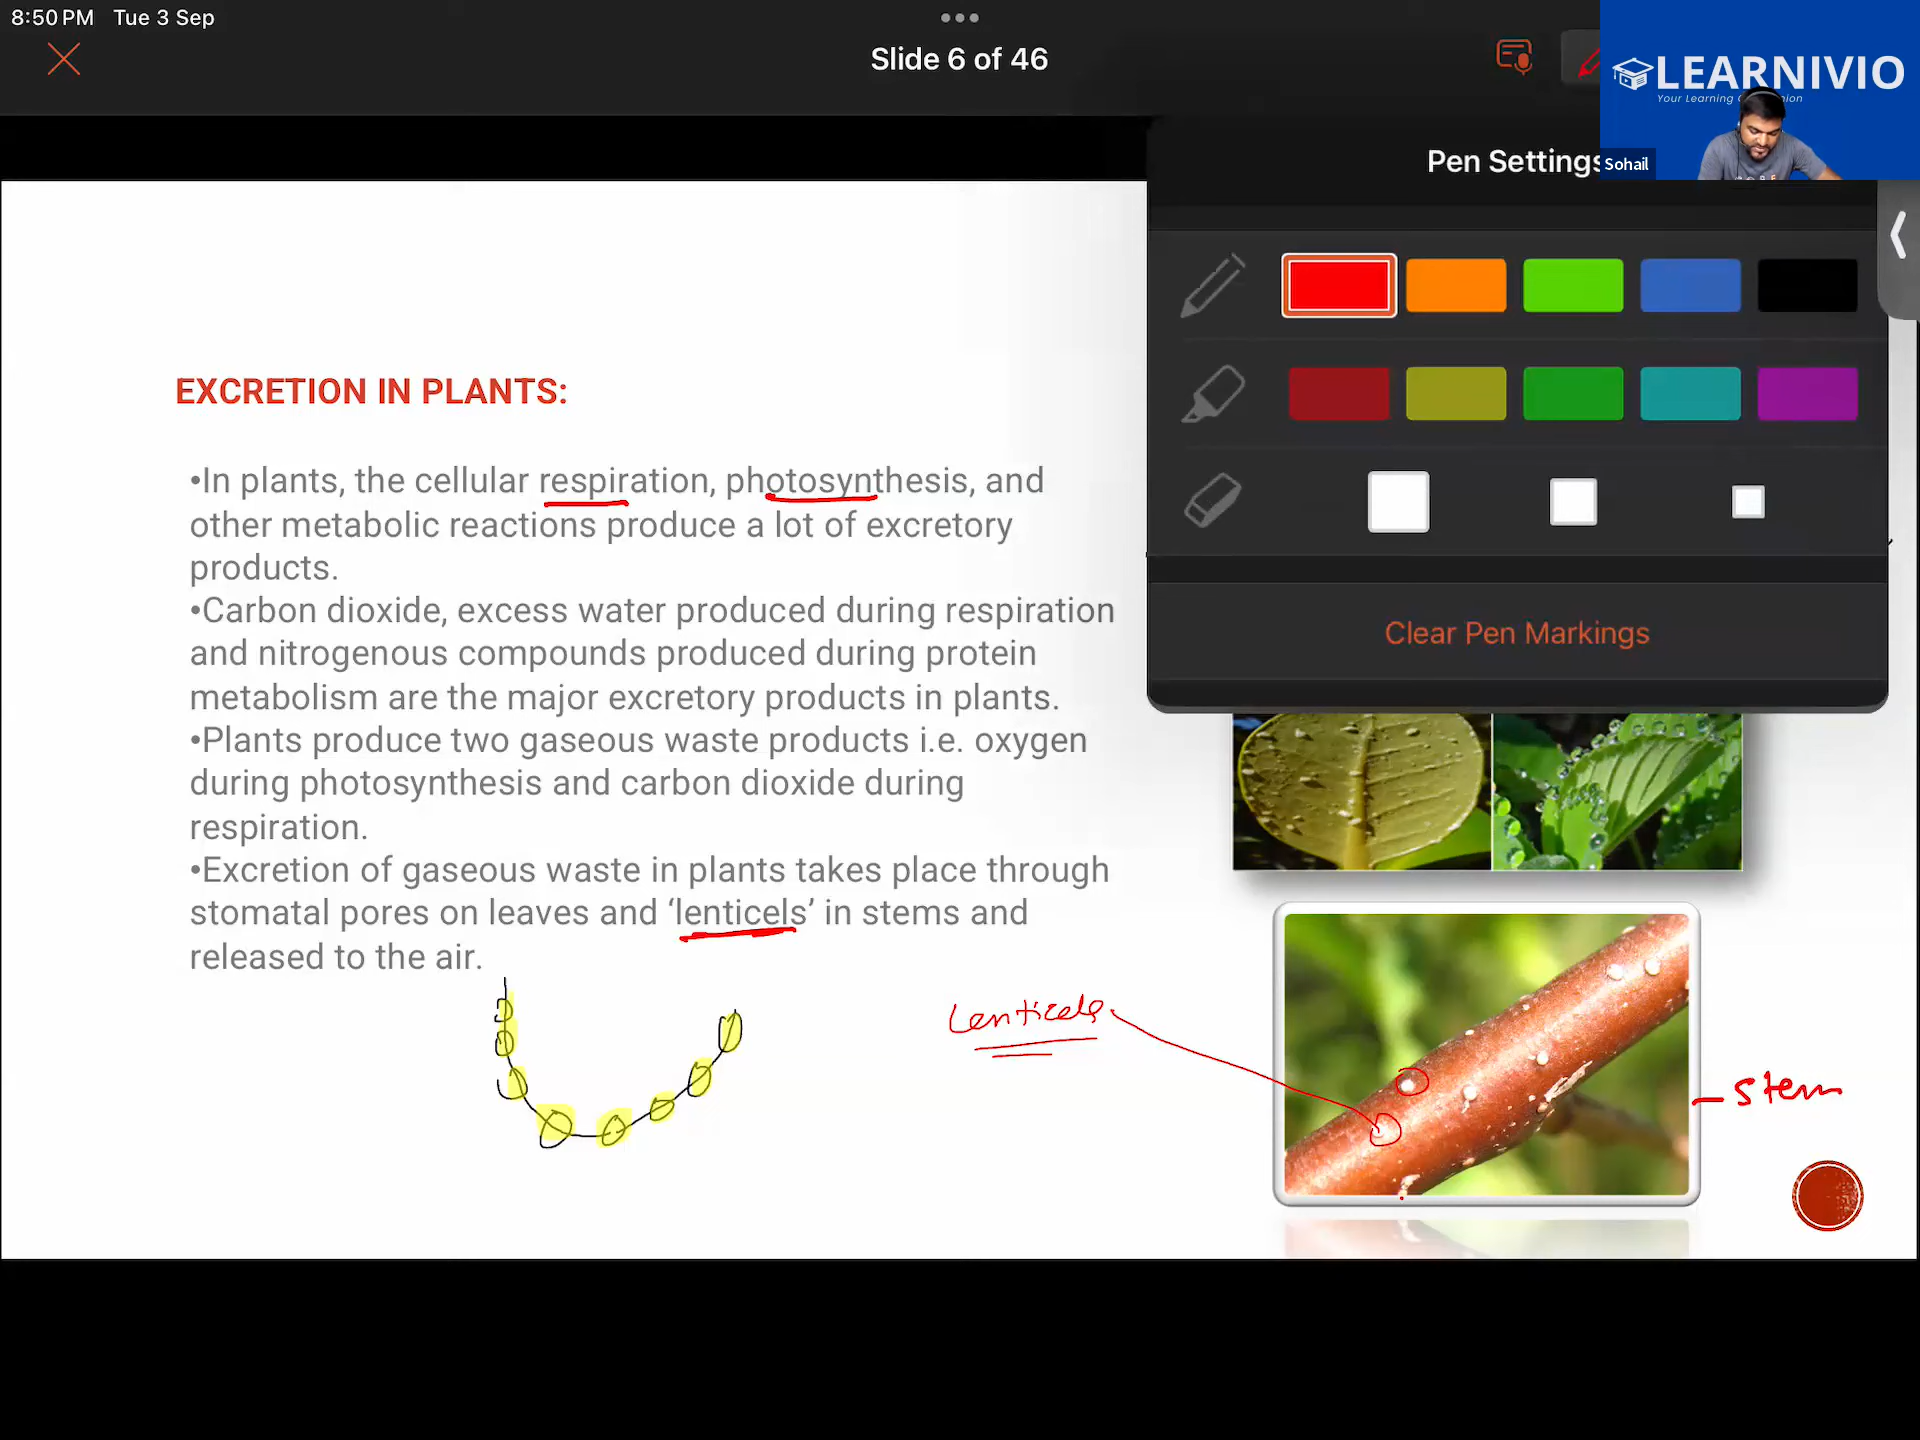 8:50 PM Tue 3 Sep
Slide 6 of 46
LEARNIVIO
Your Learning
Sohail
Pen Settings
Clear Pen Markings
EXCRETION IN PLANTS:
•In plants, the cellular respiration, photosynthesis, and
other metabolic reactions produce a lot of excretory
products.
•Carbon dioxide, excess water produced during respiration
and nitrogenous compounds produced during protein
metabolism are the major excretory products in plants.
•Plants produce two gaseous waste products i.e. oxygen
during photosynthesis and carbon dioxide during
respiration.
•Excretion of gaseous waste in plants takes place through
stomatal pores on leaves and ‘lenticels’ in stems and
released to the air.
Lenticels
Stem